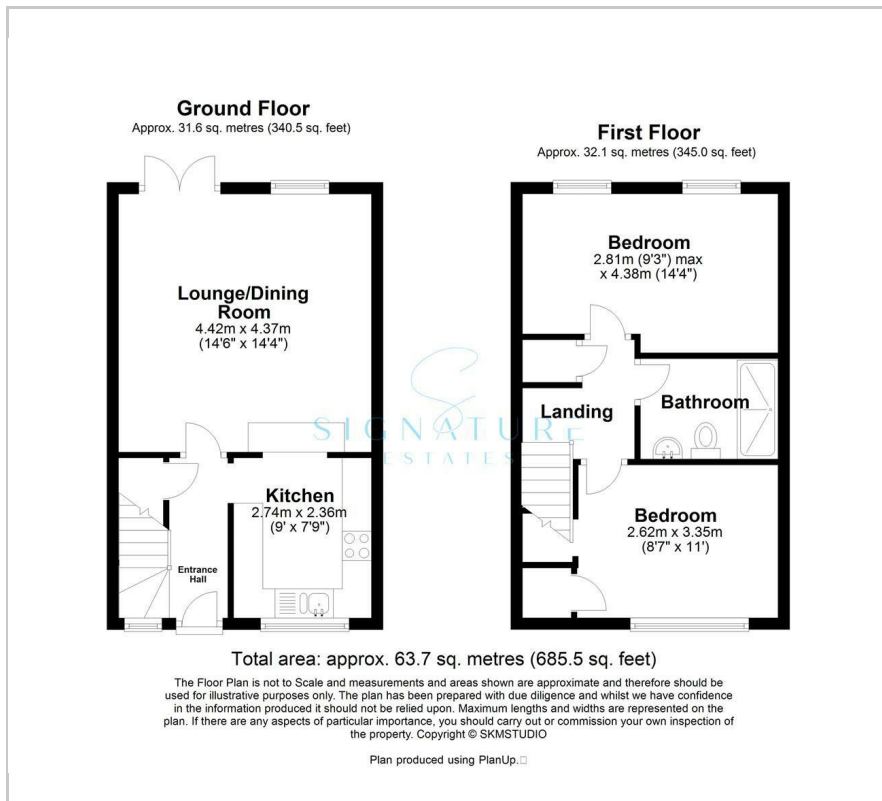 Ground Floor
Approx. 31.6 sq. metres (340.5 sq. feet)
Lounge/Dining
Room
4.42m x 4.37m
(14'6" x 14'4")
Kitchen
2.74m x 2.36m
(9' x 7'9")
Entrance
Hall
First Floor
Approx. 32.1 sq. metres (345.0 sq. feet)
Bedroom
2.81m (9'3") max
x 4.38m (14'4")
Landing
Bathroom
Bedroom
2.62m x 3.35m
(8'7" x 11')
SIGNATURE
ESTATES
Total area: approx. 63.7 sq. metres (685.5 sq. feet)
The Floor Plan is not to Scale and measurements and areas shown are approximate and therefore should be
used for illustrative purposes only. The plan has been prepared with due diligence and whilst we have confidence
in the information produced it should not be relied upon. Maximum lengths and widths are represented on the
plan. If there are any aspects of particular importance, you should carry out or commission your own inspection of
the property. Copyright © SKMSTUDIO
Plan produced using PlanUp.